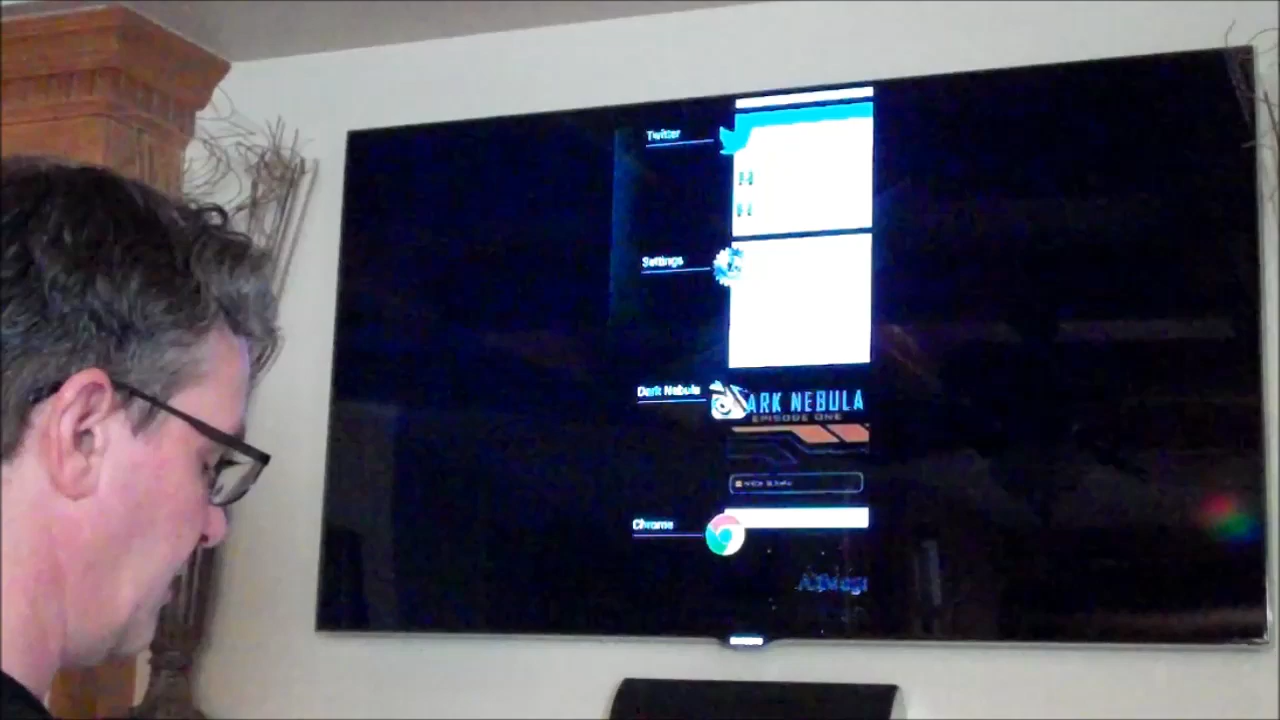 Twitter
Settings
Dark Nebula
ARK NEBULA
EPISODE ONE
Chrome